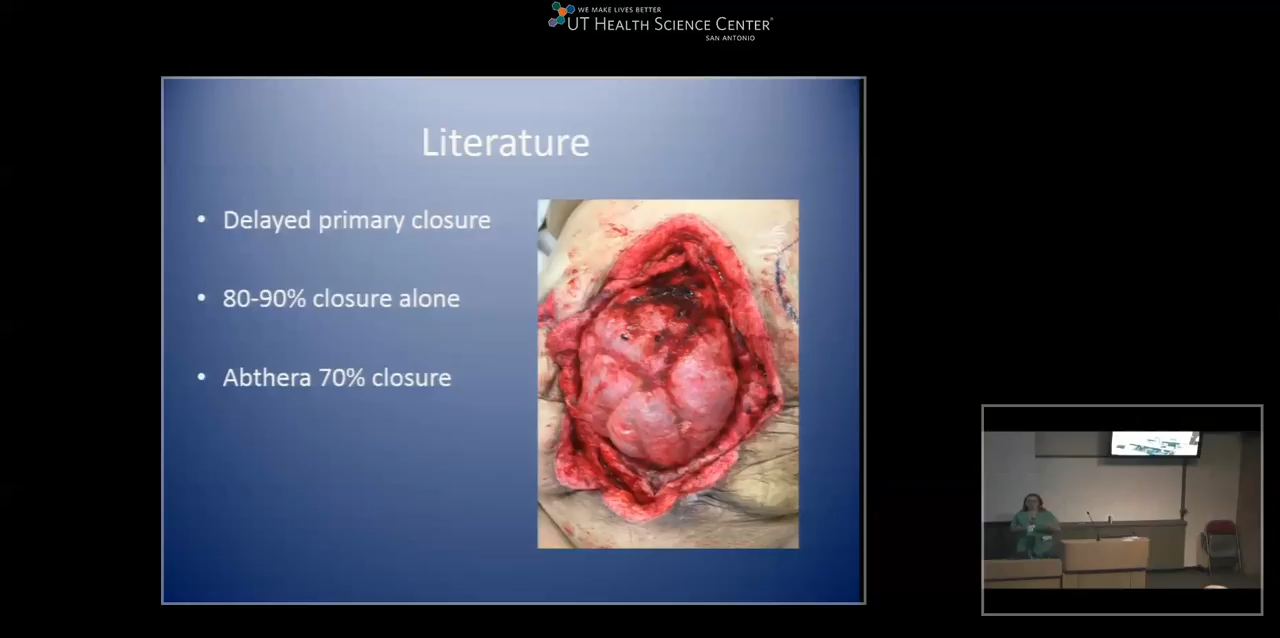 WE MAKE LIVES BETTER
UT HEALTH SCIENCE CENTER®
SAN ANTONIO
Literature
• Delayed primary closure
• 80-90% closure alone
• Abthera 70% closure